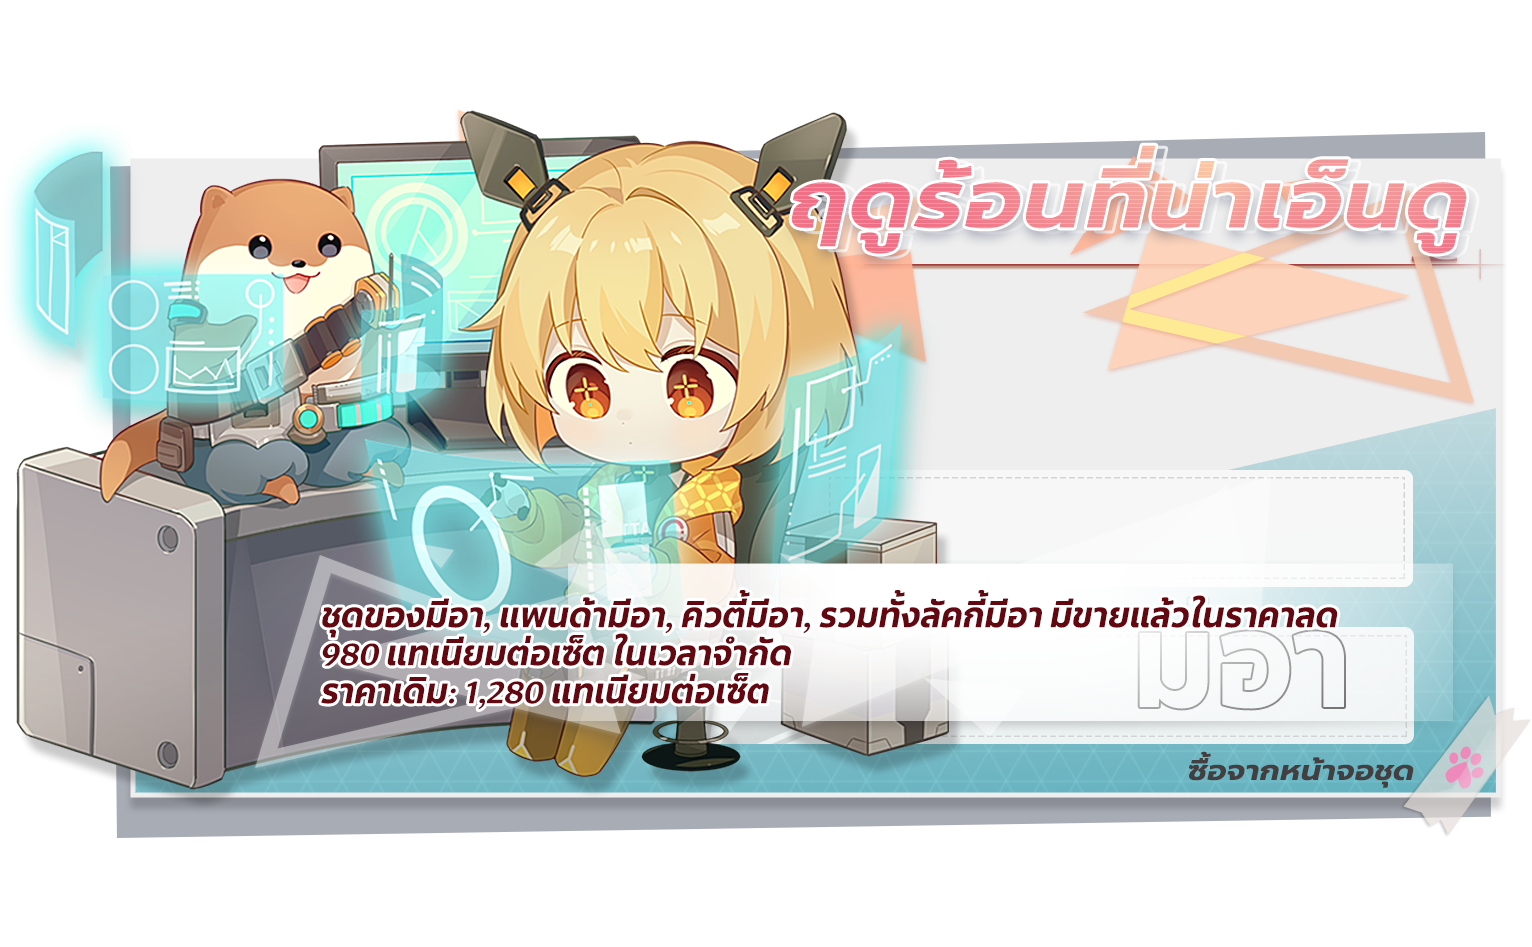 ฤดูร้อนที่น่าเอ็นดู
ชุดของมีอา, แพนด้ามีอา, คิวตี้มีอา, รวมทั้งลัคกี้มีอา มีขายแล้วในราคาลด
980 แทเนียมต่อเซ็ต ในเวลาจำกัด
ราคาเดิม: 1,280 แทเนียมต่อเซ็ต
มีอา
ซื้อจากหน้าจอชุด